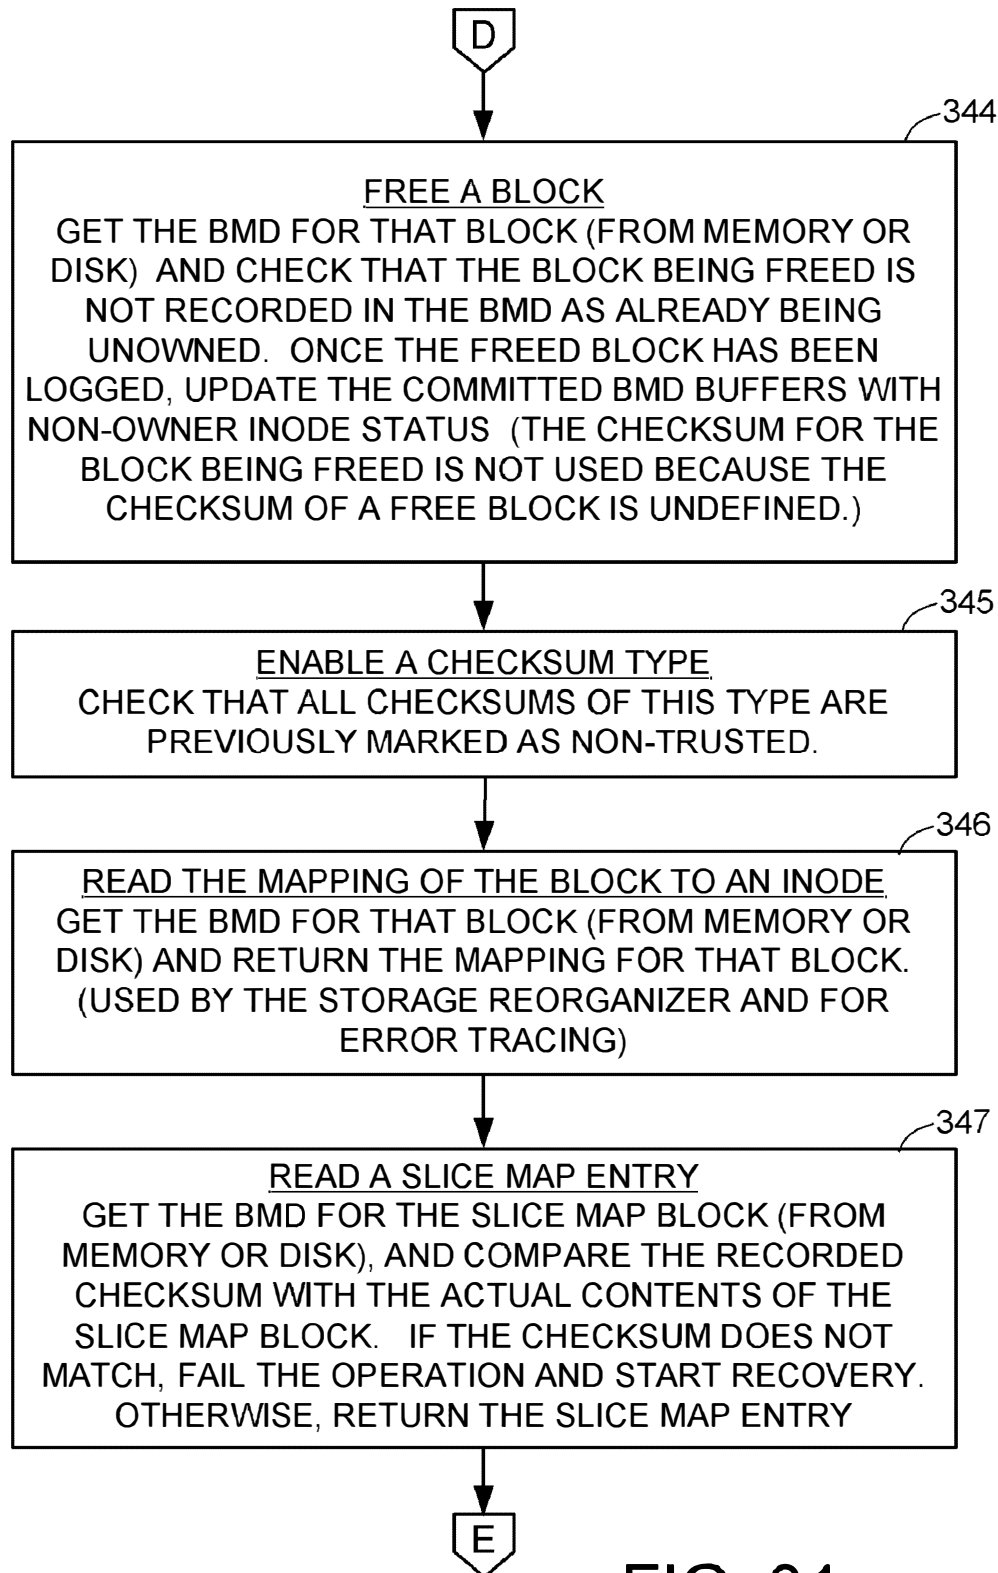 D
344
FREE A BLOCK
GET THE BMD FOR THAT BLOCK (FROM MEMORY OR
DISK) AND CHECK THAT THE BLOCK BEING FREED IS
NOT RECORDED IN THE BMD AS ALREADY BEING
UNOWNED. ONCE THE FREED BLOCK HAS BEEN
LOGGED, UPDATE THE COMMITTED BMD BUFFERS WITH
NON-OWNER INODE STATUS (THE CHECKSUM FOR THE
BLOCK BEING FREED IS NOT USED BECAUSE THE
CHECKSUM OF A FREE BLOCK IS UNDEFINED.)
345
ENABLE A CHECKSUM TYPE
CHECK THAT ALL CHECKSUMS OF THIS TYPE ARE
PREVIOUSLY MARKED AS NON-TRUSTED.
346
READ THE MAPPING OF THE BLOCK TO AN INODE
GET THE BMD FOR THAT BLOCK (FROM MEMORY OR
DISK) AND RETURN THE MAPPING FOR THAT BLOCK.
(USED BY THE STORAGE REORGANIZER AND FOR
ERROR TRACING)
347
READ A SLICE MAP ENTRY
GET THE BMD FOR THE SLICE MAP BLOCK (FROM
MEMORY OR DISK), AND COMPARE THE RECORDED
CHECKSUM WITH THE ACTUAL CONTENTS OF THE
SLICE MAP BLOCK. IF THE CHECKSUM DOES NOT
MATCH, FAIL THE OPERATION AND START RECOVERY.
OTHERWISE, RETURN THE SLICE MAP ENTRY
E